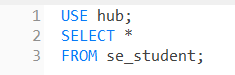 1 USE hub;
2 SELECT *
3 FROM se_student;